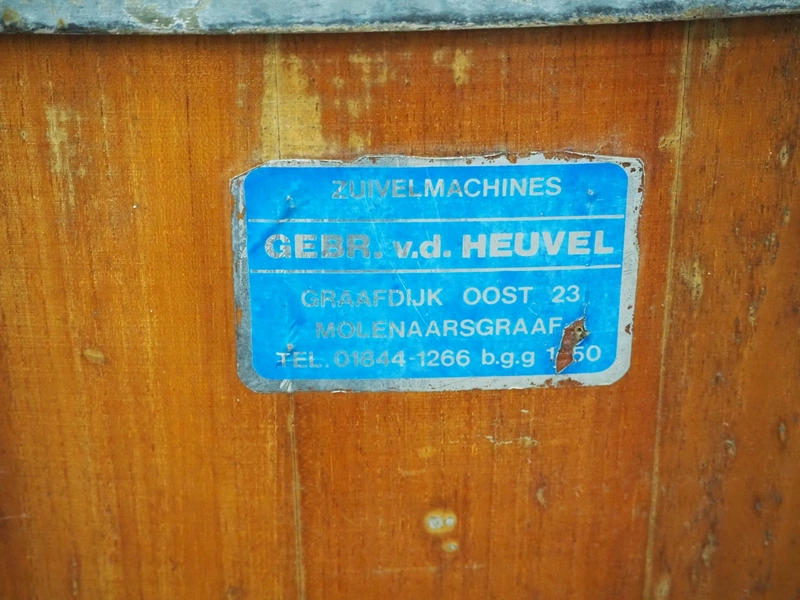 ZUIVELMACHINES
GEBR. v.d. HEUVEL
GRAAFDIJK OOST 23
MOLENAARSGRAAF
TEL. 01844-1266 b.g.g